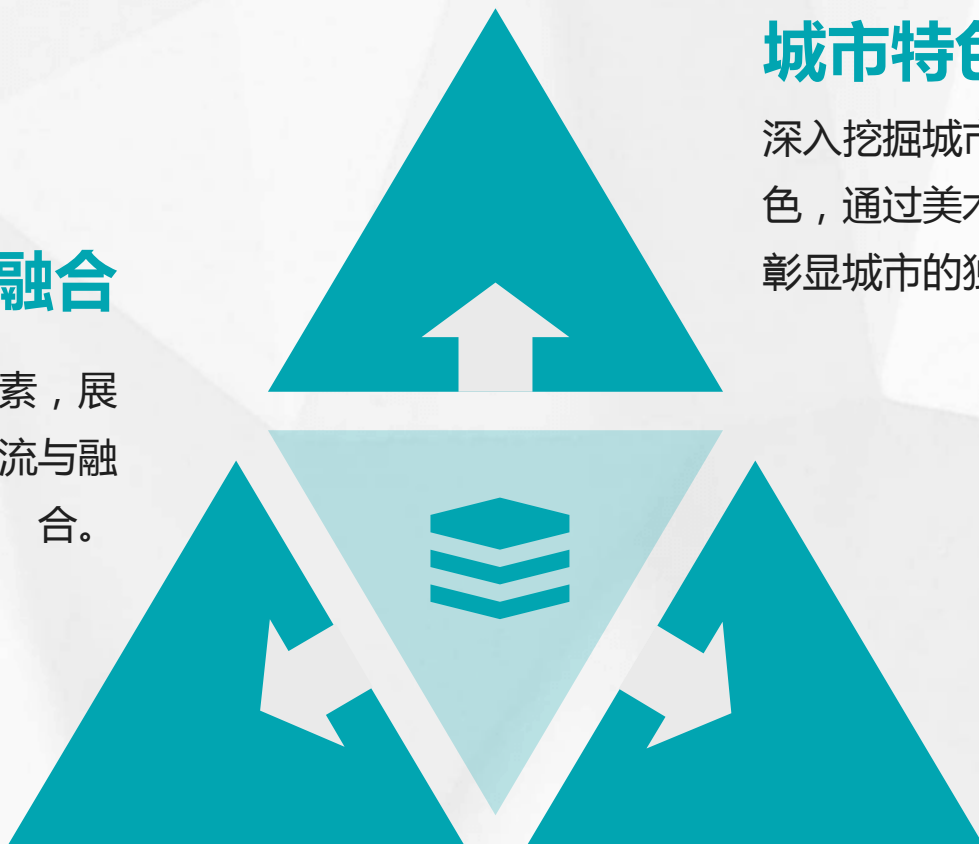 城市特
深入挖掘城
色，通过美
彰显城市的
融合
素，展
流与融
合。